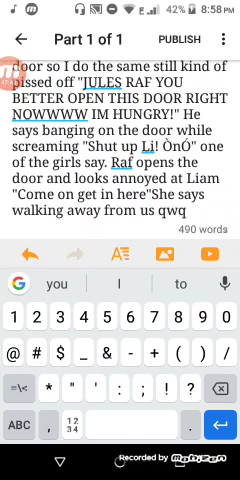 42% 8:58 PM
Part 1 of 1 PUBLISH
door so I do the same still kind of
pissed off "JULES RAF YOU
BETTER OPEN THIS DOOR RIGHT
NOWWWW IM HUNGRY!" He
says banging on the door while
screaming "Shut up Li! ÒnÓ" one
of the girls say. Raf opens the
door and looks annoyed at Liam
"Come on get in here"She says
walking away from us qwq
490 words
you I to
1 2 3 4 5 6 7 8 9 0
@ # $ _ & - + ( ) /
=\< * " ' : ; ! ?
ABC , 12 34 .
Recorded by